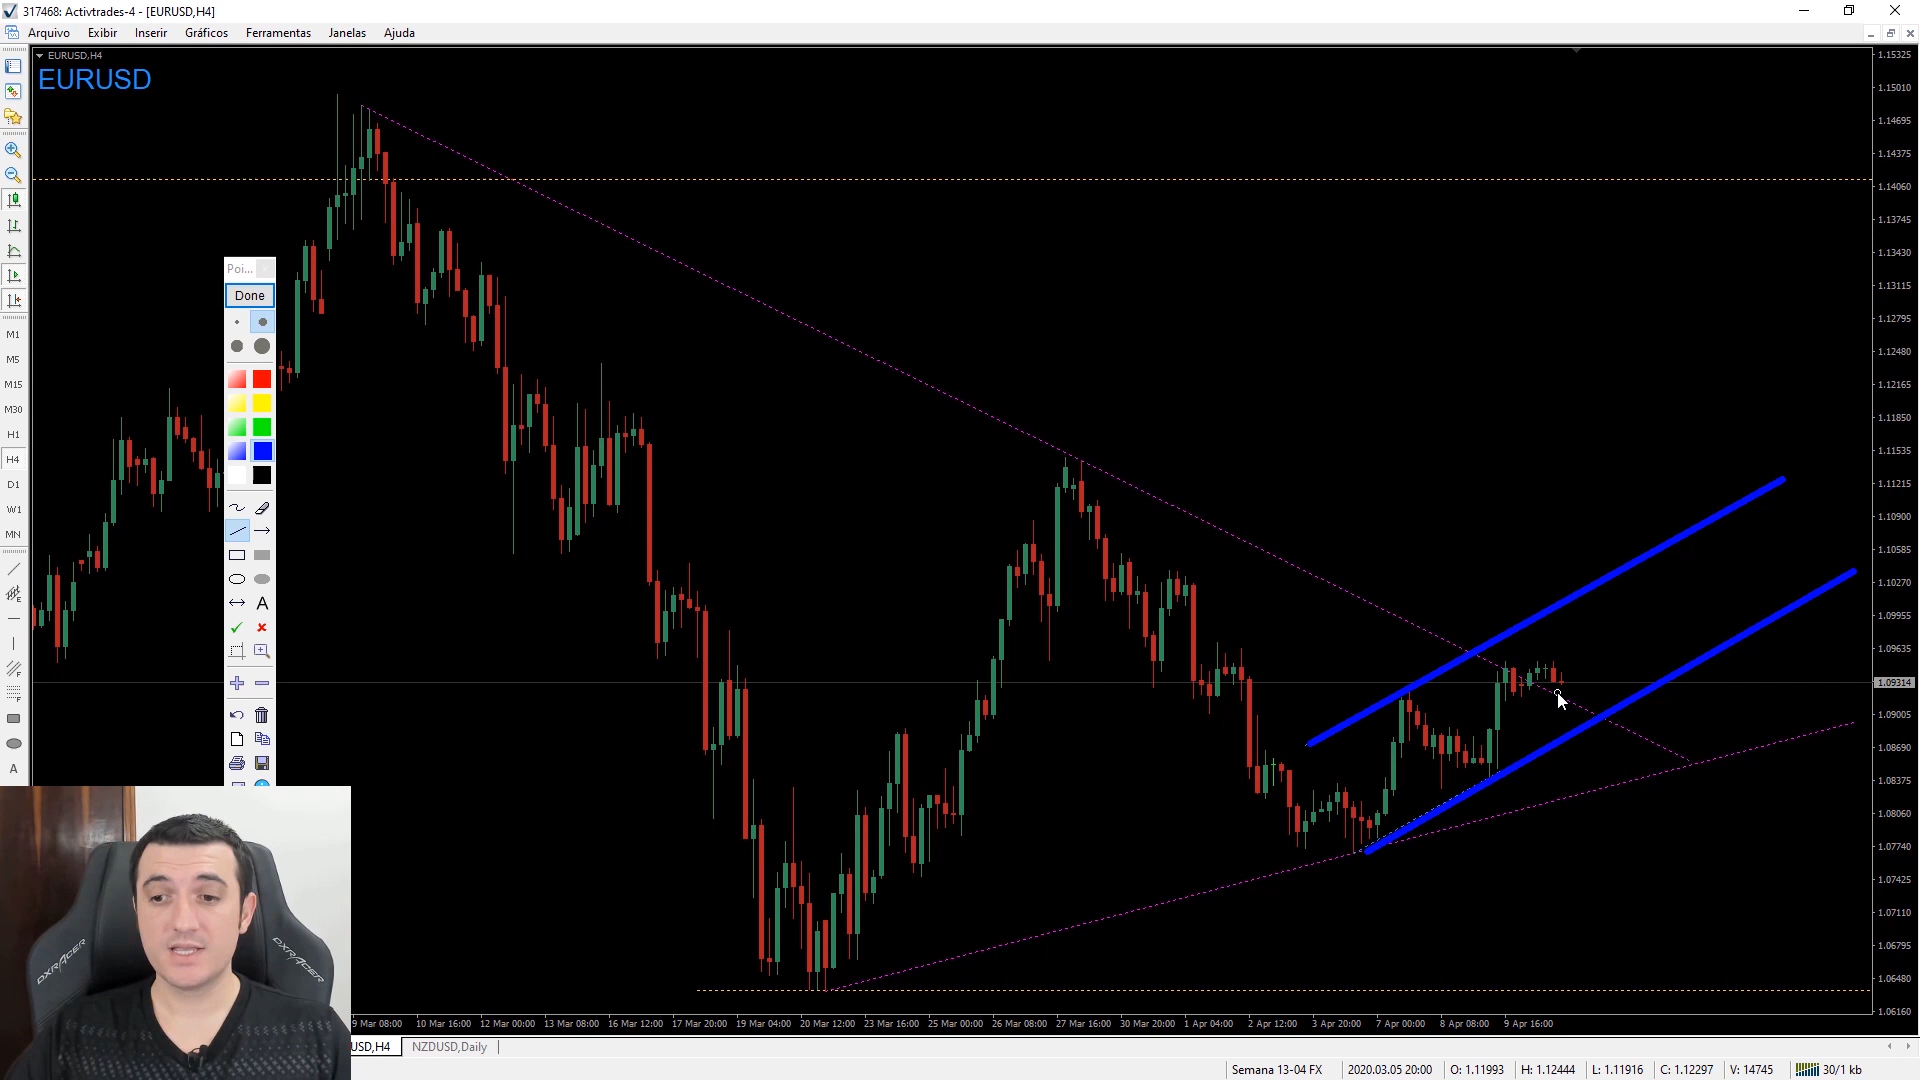 317468: Activtrades-4 - [EURUSD,H4]
Arquivo Exibir Inserir Gráficos Ferramentas Janelas Ajuda
EURUSD,H4
EURUSD
Poi...
Done
A
M1
M5
M15
M30
H1
H4
D1
W1
MN
A
1.15325
1.15010
1.14695
1.14375
1.14060
1.13745
1.13430
1.13115
1.12795
1.12480
1.12165
1.11850
1.11535
1.11215
1.10900
1.10585
1.10270
1.09955
1.09635
1.09314
1.09005
1.08690
1.08375
1.08060
1.07740
1.07425
1.07110
1.06795
1.06480
1.06160
DXRACER
DXRACER
9 Mar 08:00 10 Mar 16:00 12 Mar 00:00 13 Mar 08:00 16 Mar 12:00 17 Mar 20:00 19 Mar 04:00 20 Mar 12:00 23 Mar 16:00 25 Mar 00:00 26 Mar 08:00 27 Mar 16:00 30 Mar 20:00 1 Apr 04:00 2 Apr 12:00 3 Apr 20:00 7 Apr 00:00 8 Apr 08:00 9 Apr 16:00
USD,H4 NZDUSD,Daily
Semana 13-04 FX 2020.03.05 20:00 O: 1.11993 H: 1.12444 L: 1.11916 C: 1.12297 V: 14745 30/1 kb